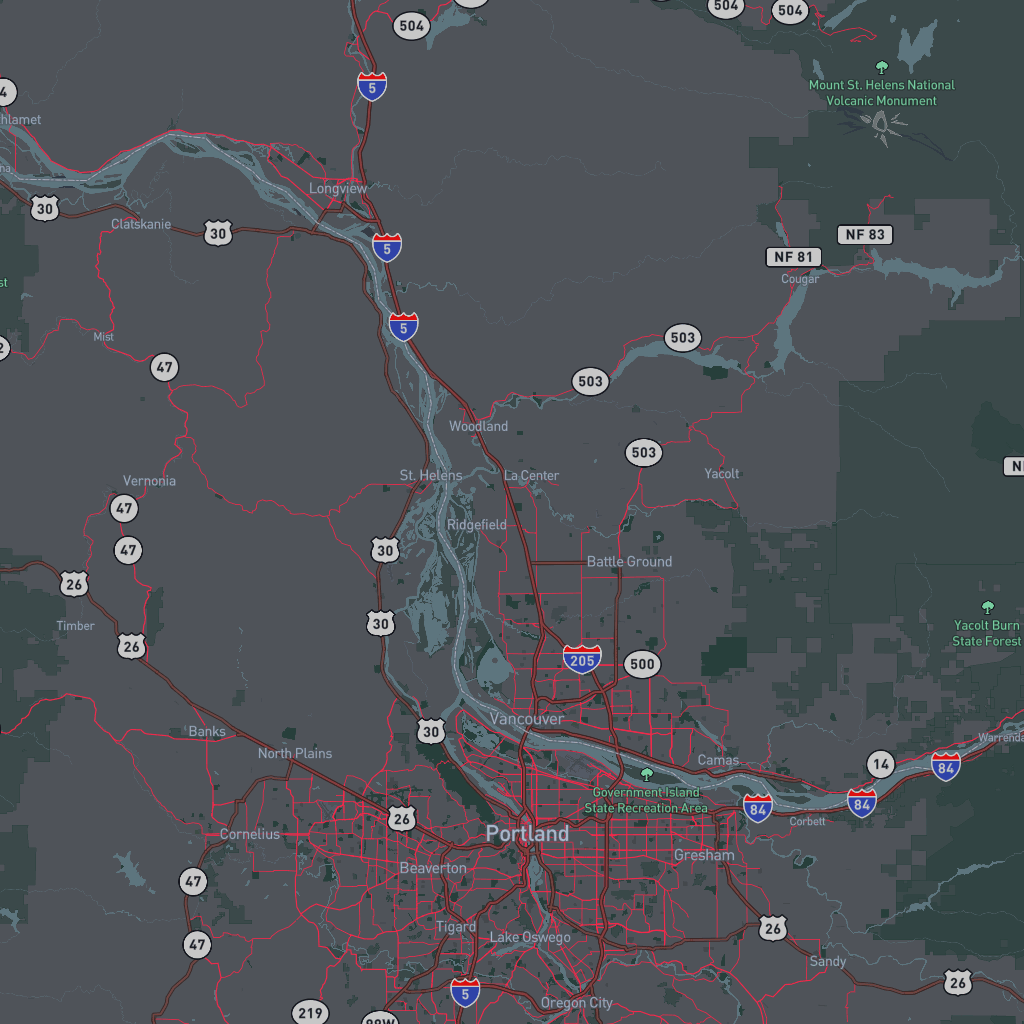 504
504
504
5
Mount St. Helens National
Volcanic Monument
4
Longview
30
Clatskanie
30
5
NF 83
NF 81
Cougar
5
Mist
503
47
503
Woodland
503
Yacolt
St. Helens
La Center
Vernonia
47
Ridgefield
47
30
Battle Ground
26
Yacolt Burn
State Forest
Timber
30
26
205
500
Vancouver
Banks
30
North Plains
Camas
14
84
Government Island
State Recreation Area
84
84
26
Corbett
Portland
Cornelius
Gresham
Beaverton
47
Tigard
26
Lake Oswego
47
Sandy
26
5
Oregon City
219